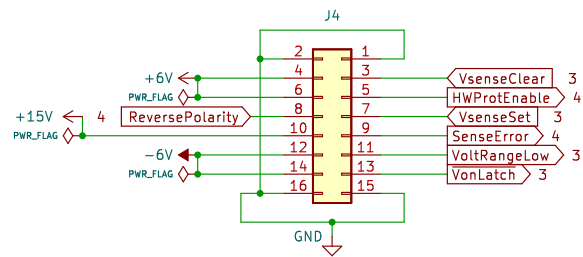 J4
2 1
+6V 4 3 VsenseClear 3
PWR_FLAG 6 5 HWProtEnable 4
+15V 4 ReversePolarity 8 7 VsenseSet 3
PWR_FLAG 10 9 SenseError 4
-6V 12 11 VoltRangeLow 3
PWR_FLAG 14 13 VonLatch 3
16 15
GND